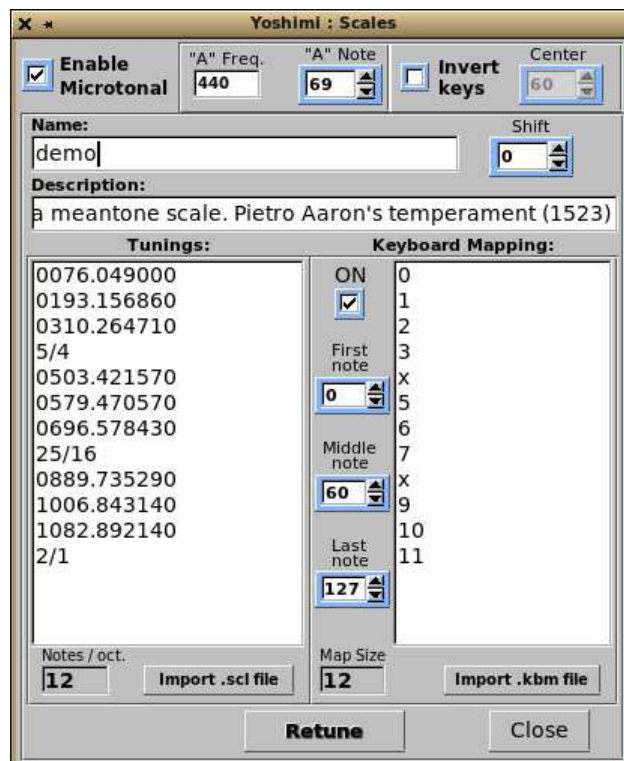 Yoshimi : Scales
Enable
Microtonal
"A" Freq.
440
"A" Note
69
Invert
keys
Center
60
Name:
demo
Shift
0
Description:
a meantone scale. Pietro Aaron's temperament (1523)
Tunings:
0076.049000
0193.156860
0310.264710
5/4
0503.421570
0579.470570
0696.578430
25/16
0889.735290
1006.843140
1082.892140
2/1
Notes / oct.
12
Import .scl file
Keyboard Mapping:
ON
First
note
0
Middle
note
60
Last
note
127
0
1
2
3
x
5
6
7
x
9
10
11
Map Size
12
Import .kbm file
Retune
Close